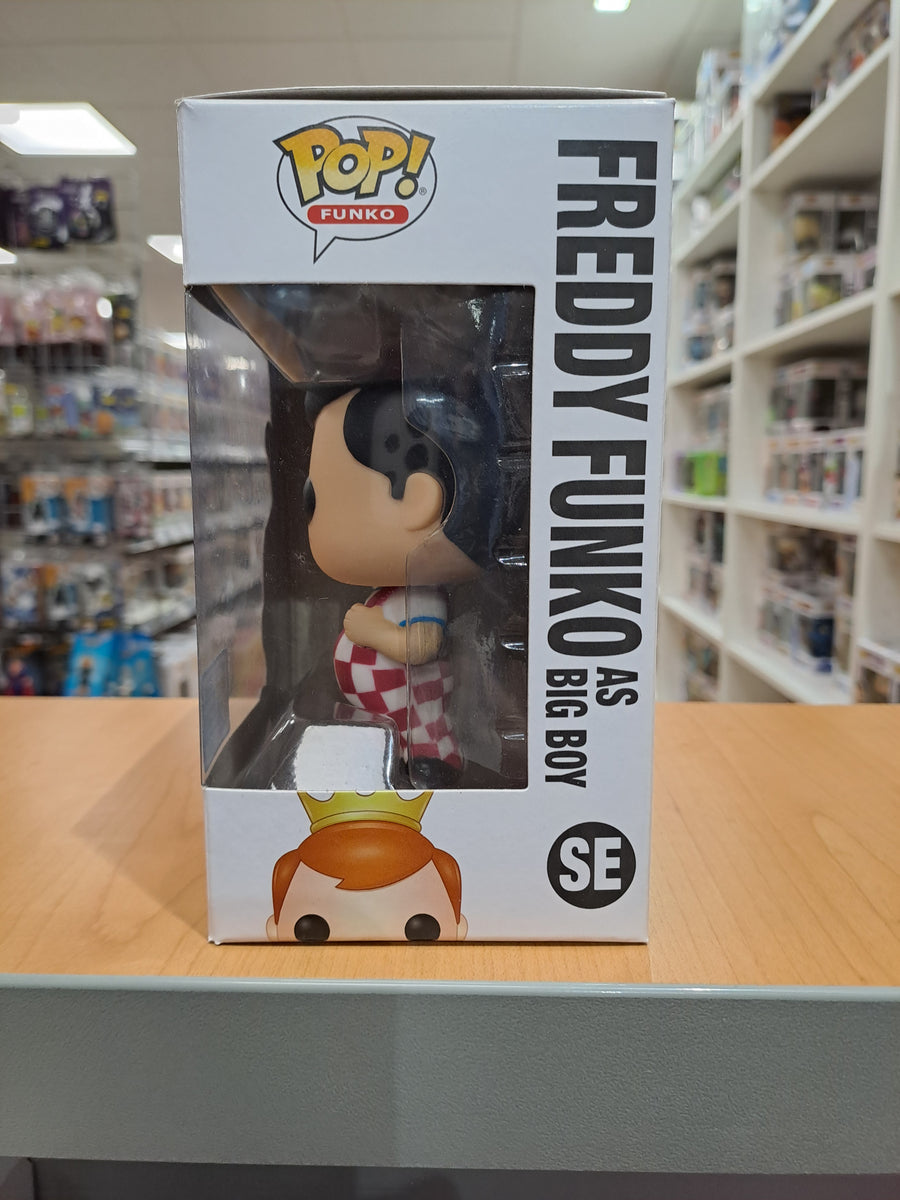 POP!
®
FUNKO
FREDDY FUNKO AS
BIG BOY
SE